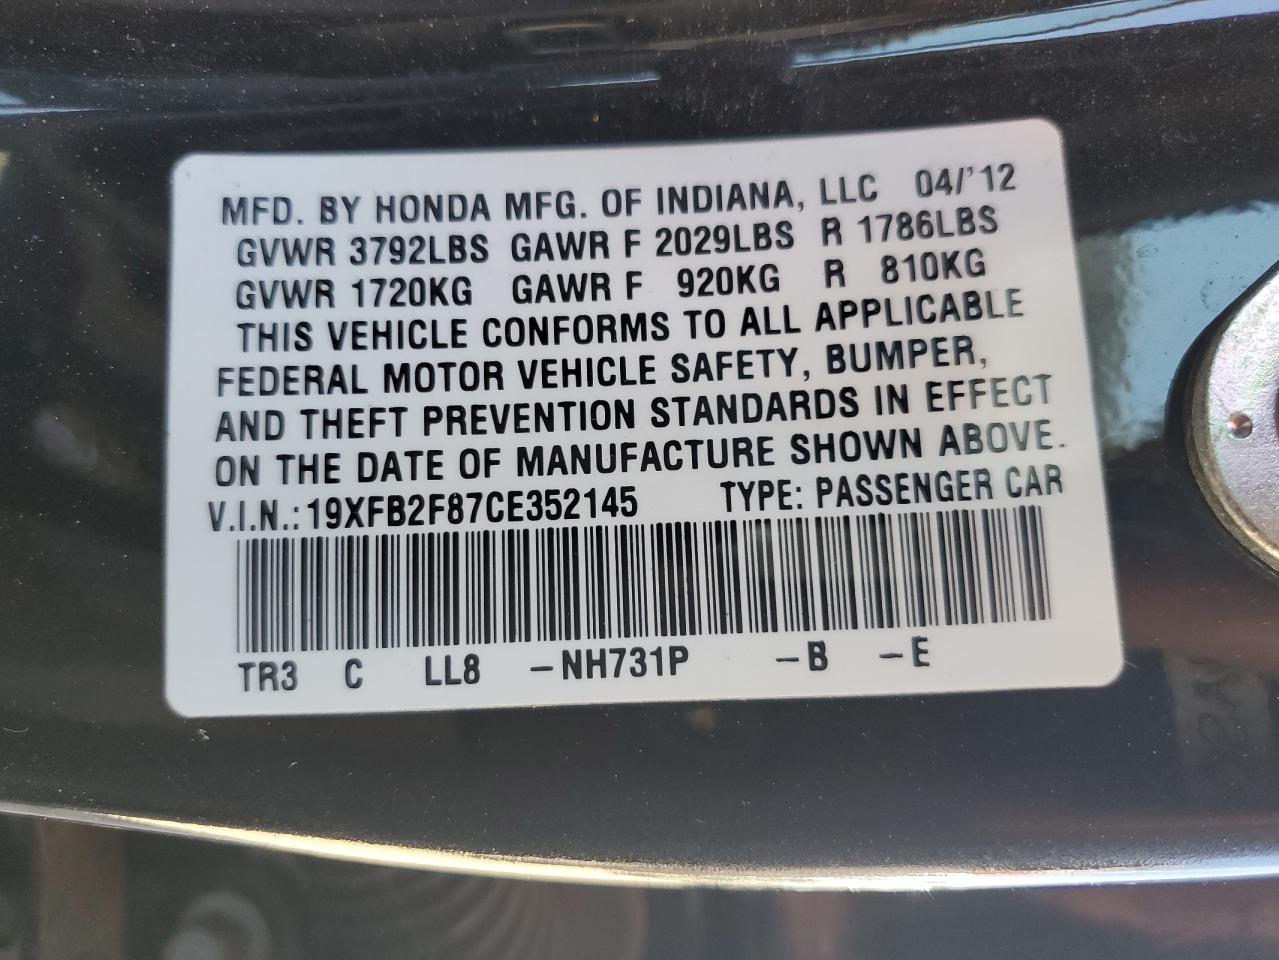 MFD. BY HONDA MFG. OF INDIANA, LLC 04/'12
GVWR 3792LBS GAWR F 2029LBS R 1786LBS
GVWR 1720KG GAWR F 920KG R 810KG
THIS VEHICLE CONFORMS TO ALL APPLICABLE
FEDERAL MOTOR VEHICLE SAFETY, BUMPER,
AND THEFT PREVENTION STANDARDS IN EFFECT
ON THE DATE OF MANUFACTURE SHOWN ABOVE.
V.I.N.: 19XFB2F87CE352145 TYPE: PASSENGER CAR
TR3 C LL8 -NH731P -B -E